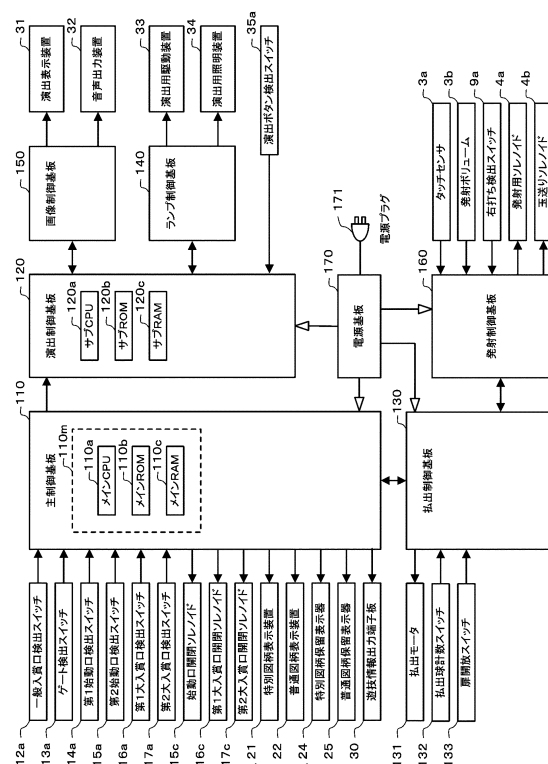 31
演出表示装置
32
音声出力装置
33
演出用駆動装置
34
演出用照明装置
35a
演出ボタン検出スイッチ
150
画像制御基板
140
ランプ制御基板
120
演出制御基板
120a
サブCPU
120b
サブROM
120c
サブRAM
171
電源プラグ
170
電源基板
3a
タッチセンサ
3b
発射ボリューム
9a
右打ち検出スイッチ
4a
発射用ソレノイド
4b
玉送りソレノイド
160
発射制御基板
110
主制御基板
110m
110a
メインCPU
110b
メインROM
110c
メインRAM
130
払出制御基板
12a
一般入賞口検出スイッチ
13a
ゲート検出スイッチ
14a
第1始動口検出スイッチ
15a
第2始動口検出スイッチ
16a
第1大入賞口検出スイッチ
17a
第2大入賞口検出スイッチ
15c
始動口開閉ソレノイド
16c
第1大入賞口開閉ソレノイド
17c
第2大入賞口開閉ソレノイド
21
特別図柄表示装置
22
普通図柄表示装置
24
特別図柄保留表示器
25
普通図柄保留表示器
30
遊技情報出力端子板
131
払出モータ
132
払出球計数スイッチ
133
扉開放スイッチ